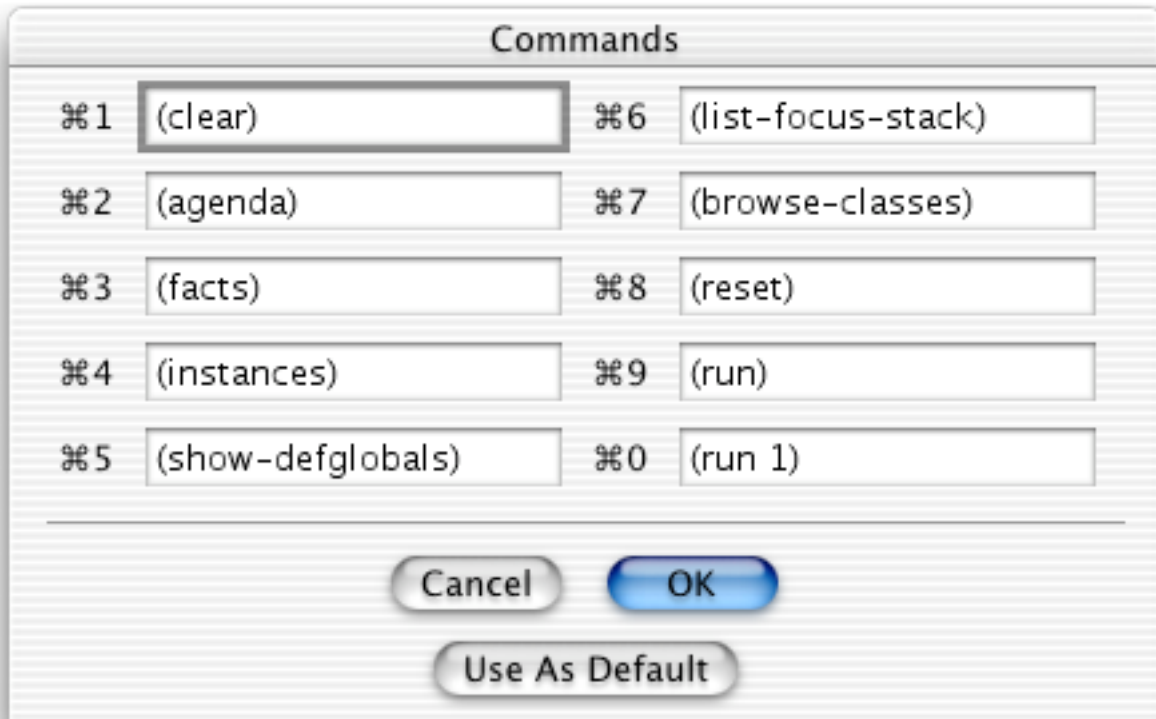 Commands
⌘1 (clear) ⌘6 (list-focus-stack)
⌘2 (agenda) ⌘7 (browse-classes)
⌘3 (facts) ⌘8 (reset)
⌘4 (instances) ⌘9 (run)
⌘5 (show-defglobals) ⌘0 (run 1)
Cancel OK
Use As Default